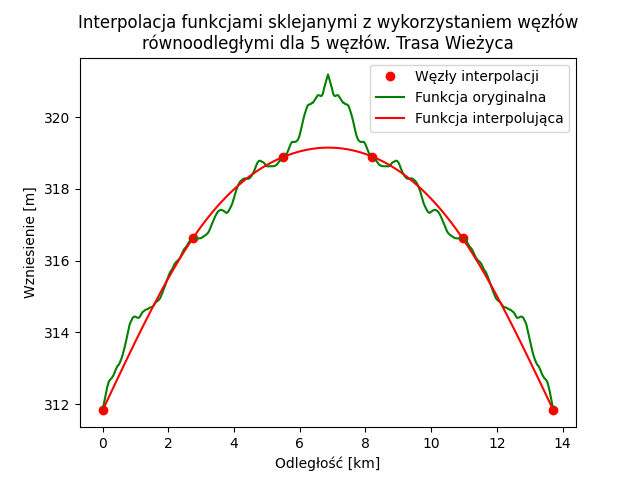 Interpolacja funkcjami sklejanymi z wykorzystaniem węzłów
równoodległymi dla 5 węzłów. Trasa Wieżyca
Węzły interpolacji
Funkcja oryginalna
Funkcja interpolująca
Wzniesienie [m]
320
318
316
314
312
0 2 4 6 8 10 12 14
Odległość [km]